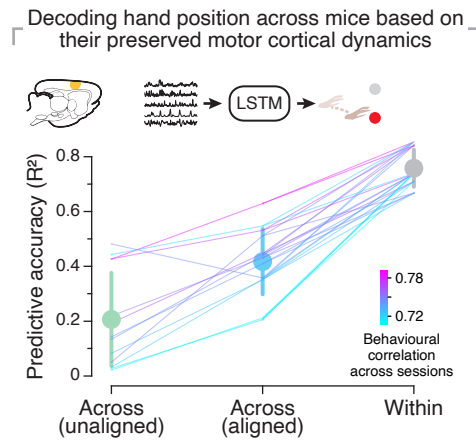 Decoding hand position across mice based on
their preserved motor cortical dynamics
LSTM
Predictive accuracy (R²)
0.8
0.6
0.4
0.2
0
0.78
0.72
Behavioural
correlation
across sessions
Across
(unaligned)
Across
(aligned)
Within